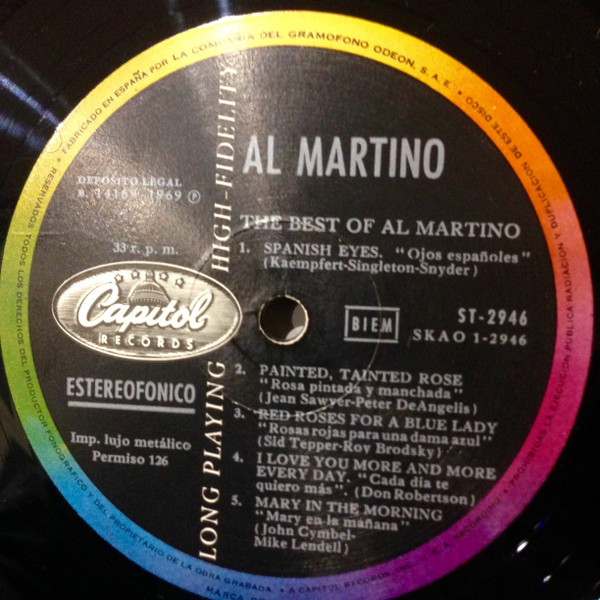 FABRICADO EN ESPAÑA POR LA COMPAÑIA DEL GRAMOFONO ODEON, S. A. E.
AL MARTINO
DEPOSITO LEGAL
1969 Ⓟ
THE BEST OF AL MARTINO
33 r. p. m.
1. SPANISH EYES. "Ojos españoles"
(Kaempfert-Singleton-Snyder)
Capitol
RECORDS
BIEM
ST-2946
SKAO 1-2946
ESTEREOFONICO
2. PAINTED, TAINTED ROSE
"Rosa pintada y manchada"
(Jean Sawyer-Peter DeAngelis)
3. RED ROSES FOR A BLUE LADY
"Rosas rojas para una dama azul"
(Sid Tepper-Roy Brodsky)
Imp. lujo metálico
Permiso 126
4. I LOVE YOU MORE AND MORE
EVERY DAY. "Cada día te
quiero más". (Don Robertson)
5. MARY IN THE MORNING
"Mary en la mañana"
(John Cymbel-
Mike Lendell)
LONG PLAYING HIGH-FIDELITY
RESERVADOS TODOS LOS DERECHOS DEL PRODUCTOR FONOGRAFICO Y DEL PROPIETARIO DE LA OBRA GRABADA
PROHIBIDA LA EJECUCION PUBLICA RADIACION Y DUPLICACION DE ESTE DISCO